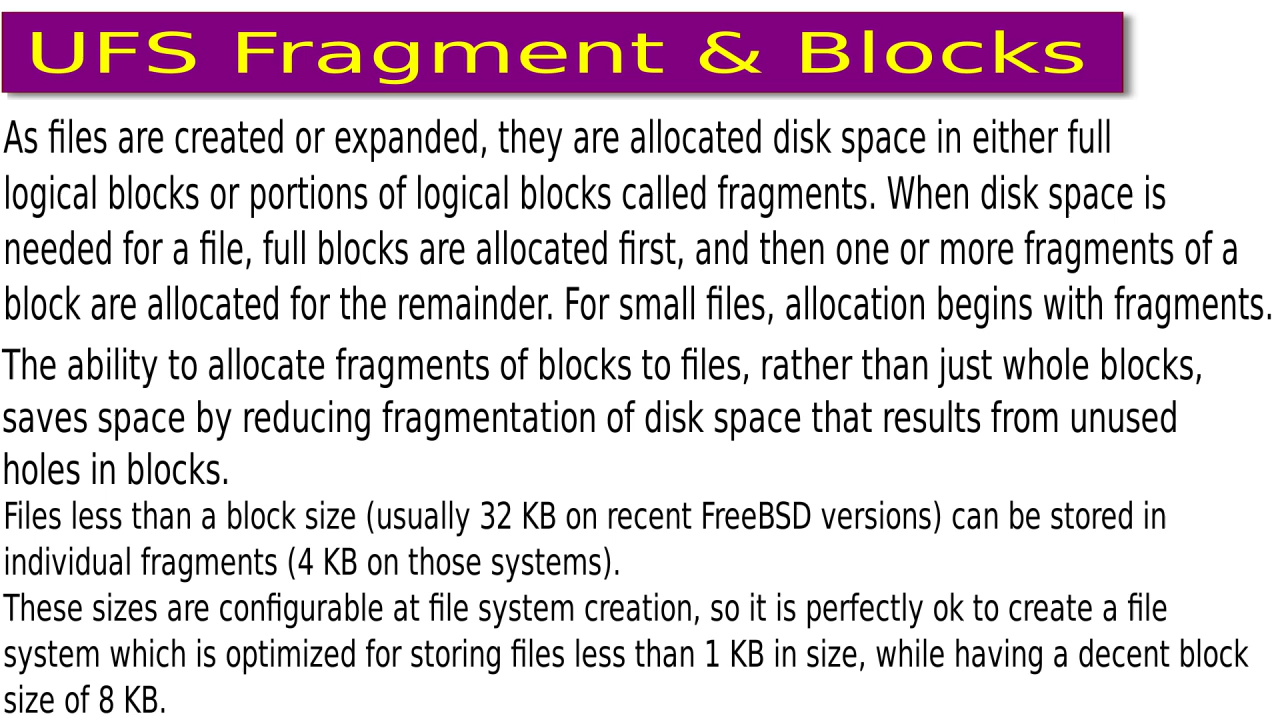 UFS Fragment & Blocks
As files are created or expanded, they are allocated disk space in either full
logical blocks or portions of logical blocks called fragments. When disk space is
needed for a file, full blocks are allocated first, and then one or more fragments of a
block are allocated for the remainder. For small files, allocation begins with fragments.
The ability to allocate fragments of blocks to files, rather than just whole blocks,
saves space by reducing fragmentation of disk space that results from unused
holes in blocks.
Files less than a block size (usually 32 KB on recent FreeBSD versions) can be stored in
individual fragments (4 KB on those systems).
These sizes are configurable at file system creation, so it is perfectly ok to create a file
system which is optimized for storing files less than 1 KB in size, while having a decent block
size of 8 KB.